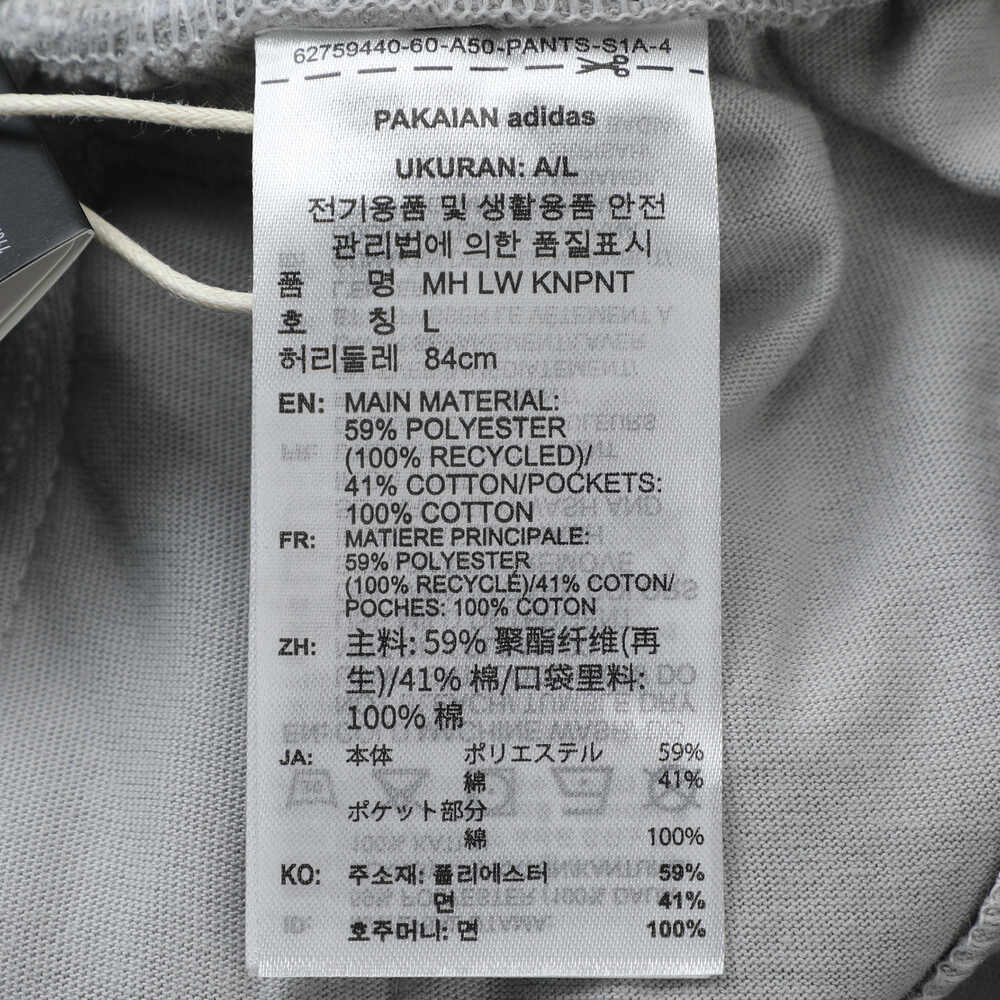 62759440-60-A50-PANTS-S1A-4
PAKAIAN adidas
UKURAN: A/L
전기용품 및 생활용품 안전
관리법에 의한 품질표시
품 명 MH LW KNPNT
호 칭 L
허리둘레 84cm
EN: MAIN MATERIAL:
59% POLYESTER
(100% RECYCLED)/
41% COTTON/POCKETS:
100% COTTON
FR: MATIERE PRINCIPALE:
59% POLYESTER
(100% RECYCLÉ)/41% COTON/
POCHES: 100% COTON
ZH: 主料: 59% 聚酯纤维(再
生)/41% 棉/口袋里料:
100% 棉
JA: 本体 ポリエステル 59%
綿 41%
ポケット部分
綿 100%
KO: 주소재: 폴리에스터 59%
면 41%
호주머니: 면 100%